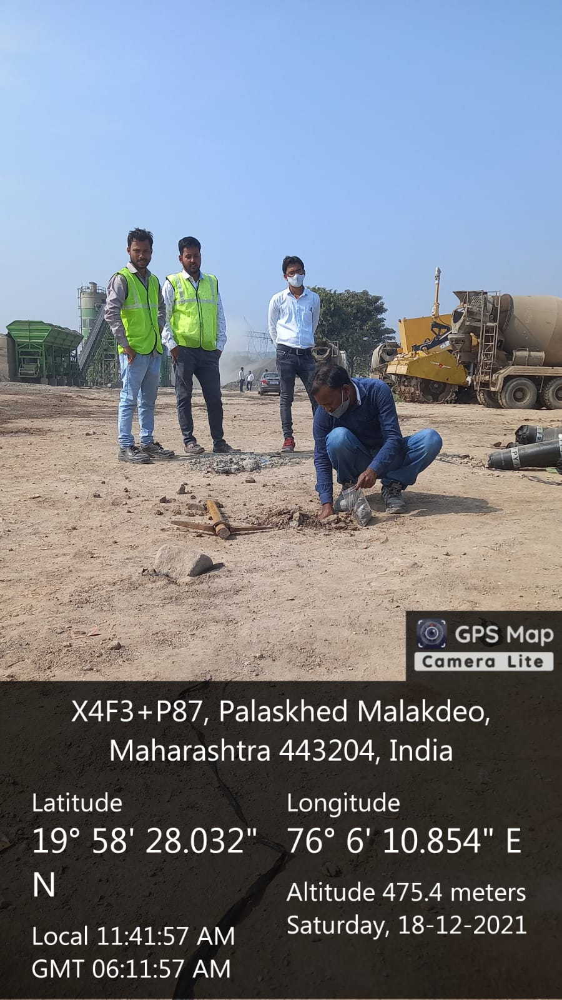 GPS Map
Camera Lite
X4F3+P87, Palaskhed Malakdeo,
Maharashtra 443204, India
Latitude
19° 58' 28.032"
N
Longitude
76° 6' 10.854" E
Altitude 475.4 meters
Saturday, 18-12-2021
Local 11:41:57 AM
GMT 06:11:57 AM